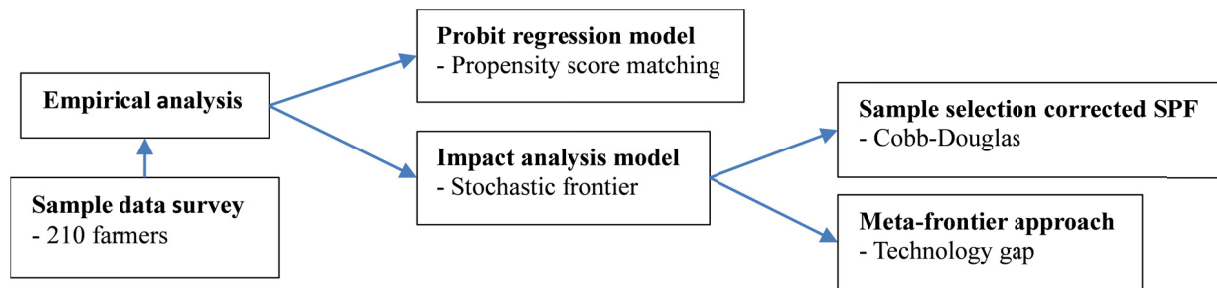 Probit regression model
- Propensity score matching
Empirical analysis
Sample selection corrected SPF
- Cobb-Douglas
Impact analysis model
- Stochastic frontier
Sample data survey
- 210 farmers
Meta-frontier approach
- Technology gap